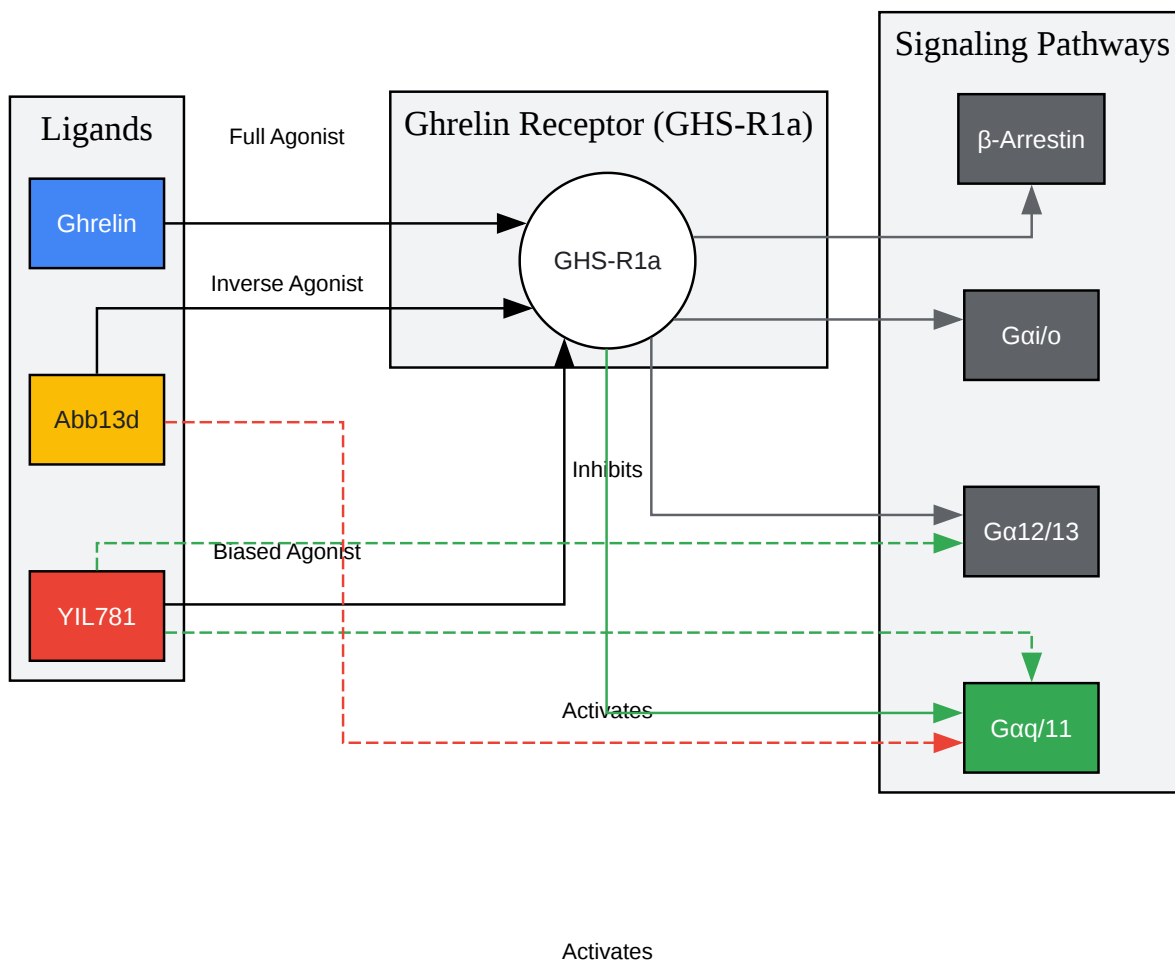 Signaling Pathways
Ligands
Full Agonist
Ghrelin Receptor (GHS-R1a)
β-Arrestin
Ghrelin
GHS-R1a
Inverse Agonist
Gαi/o
Abb13d
Inhibits
Gα12/13
Biased Agonist
YIL781
Activates
Gαq/11
Activates